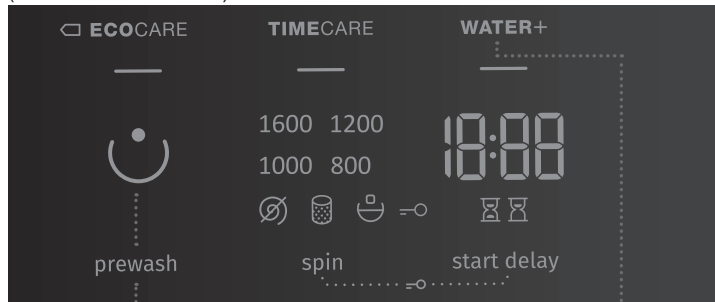 ECOCARE TIMECARE WATER+
1600 1200 18:88
1000 800
prewash spin start delay